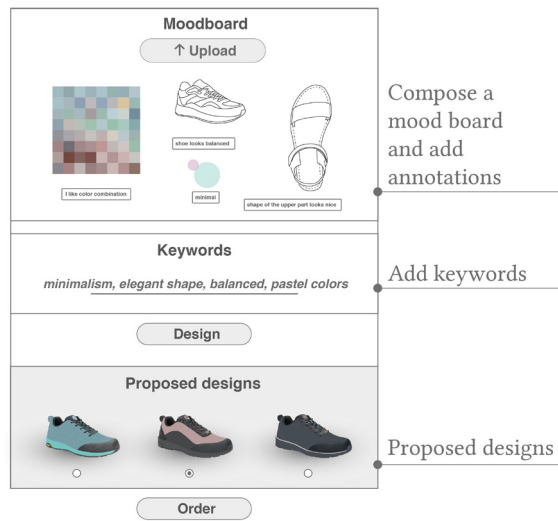 Moodboard
↑ Upload
shoe looks balanced
I like color combination
minimal
shape of the upper part looks nice
Compose a
mood board
and add
annotations
Keywords
minimalism, elegant shape, balanced, pastel colors
Add keywords
Design
Proposed designs
Proposed designs
Order